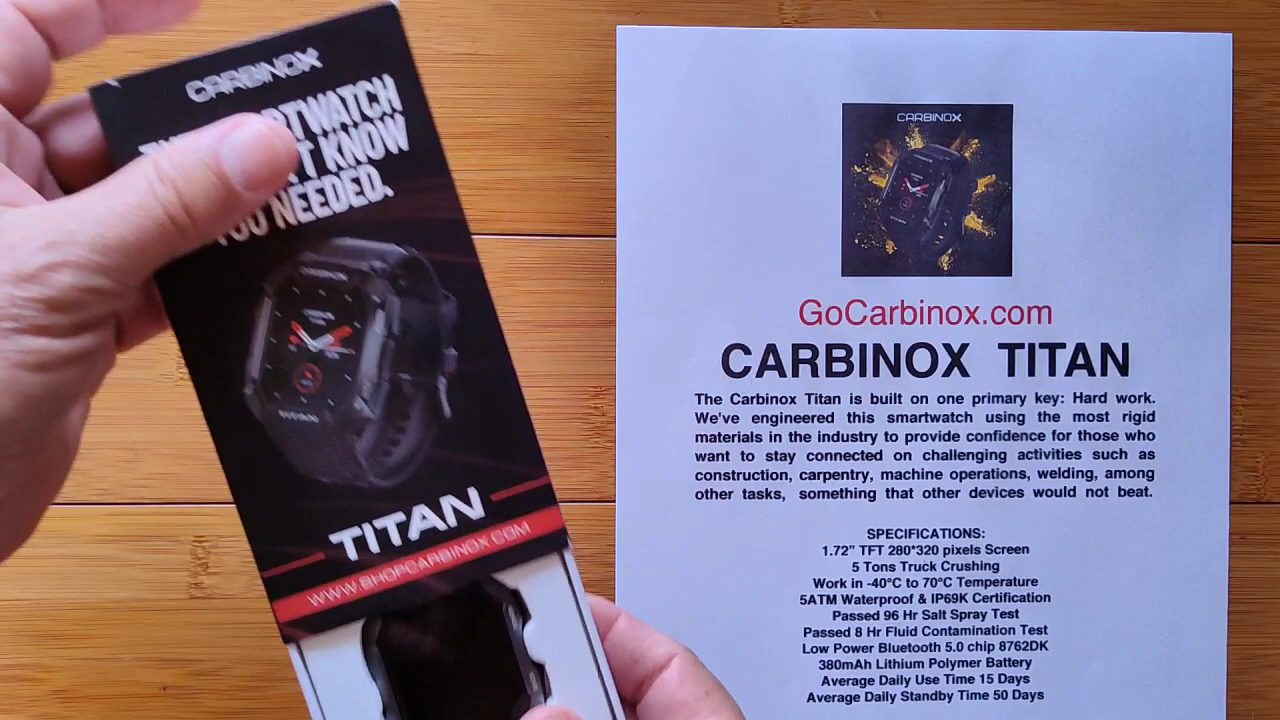 CARBINOX
TWATCH
T KNOW
NEEDED.
CARBINOX
TITAN
TITAN
WWW.SHOPCARBINOX.COM
CARBINOX
GoCarbinox.com
CARBINOX TITAN
The Carbinox Titan is built on one primary key: Hard work.
We've engineered this smartwatch using the most rigid
materials in the industry to provide confidence for those who
want to stay connected on challenging activities such as
construction, carpentry, machine operations, welding, among
other tasks, something that other devices would not beat.
SPECIFICATIONS:
1.72” TFT 280*320 pixels Screen
5 Tons Truck Crushing
Work in -40°C to 70°C Temperature
5ATM Waterproof & IP69K Certification
Passed 96 Hr Salt Spray Test
Passed 8 Hr Fluid Contamination Test
Low Power Bluetooth 5.0 chip 8762DK
380mAh Lithium Polymer Battery
Average Daily Use Time 15 Days
Average Daily Standby Time 50 Days